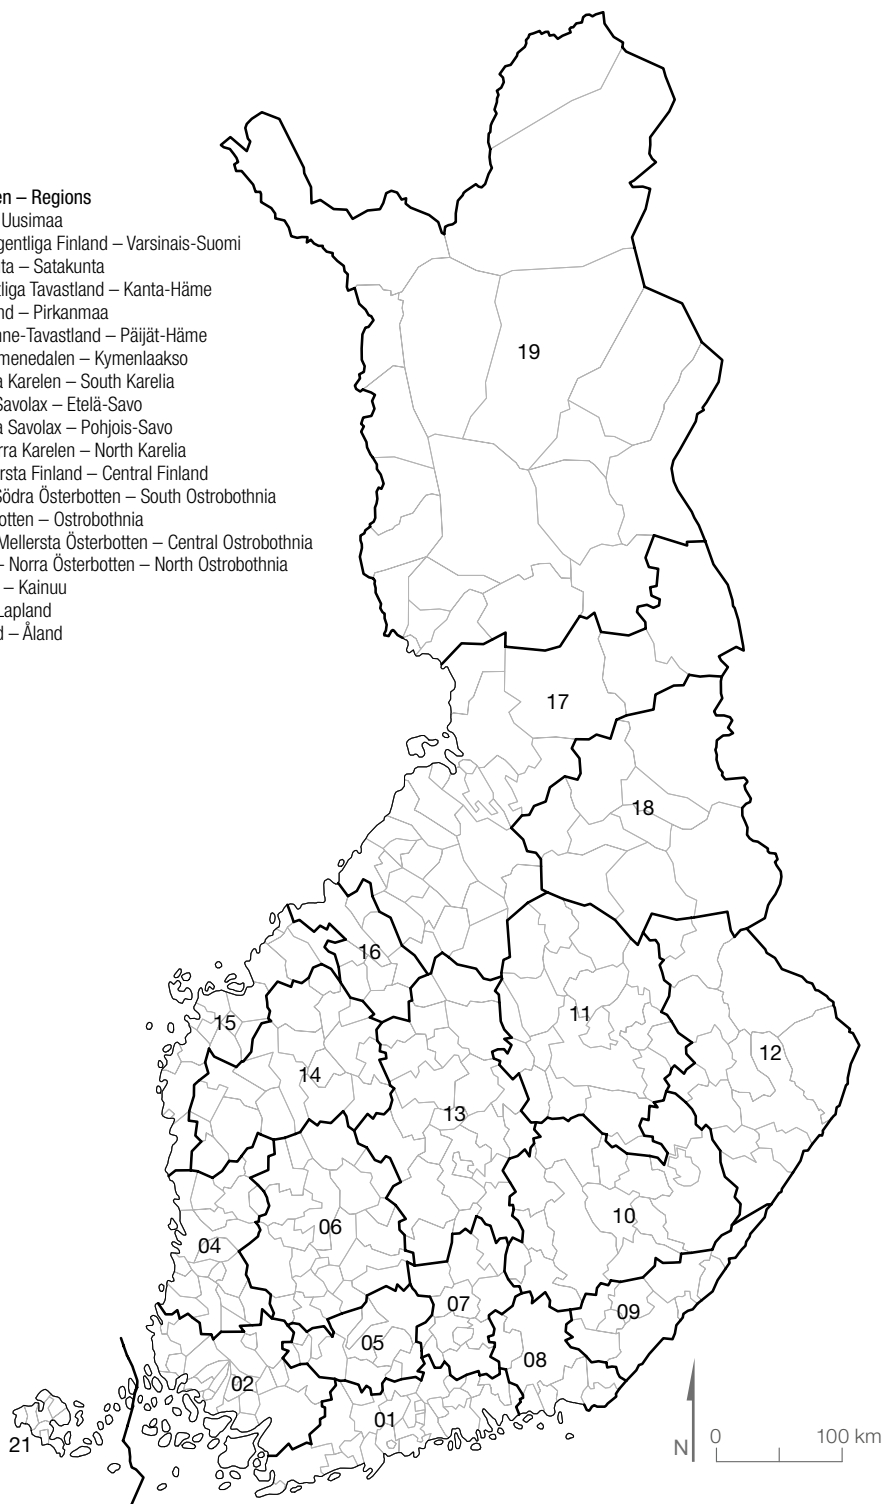 en – Regions
Uusimaa
gentliga Finland – Varsinais-Suomi
ta – Satakunta
tliga Tavastland – Kanta-Häme
nd – Pirkanmaa
nne-Tavastland – Päijät-Häme
menedalen – Kymenlaakso
a Karelen – South Karelia
Savolax – Etelä-Savo
a Savolax – Pohjois-Savo
rra Karelen – North Karelia
rsta Finland – Central Finland
Södra Österbotten – South Ostrobothnia
otten – Ostrobothnia
Mellersta Österbotten – Central Ostrobothnia
– Norra Österbotten – North Ostrobothnia
– Kainuu
Lapland
d – Åland
19
17
18
16
11
15
12
14
13
10
06
04
07
09
05
08
02
01
21
N
0
100 km